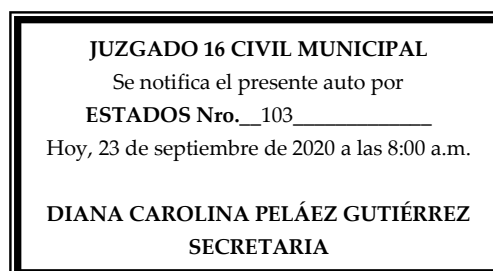 JUZGADO 16 CIVIL MUNICIPAL
Se notifica el presente auto por
ESTADOS Nro.__103_____________
Hoy, 23 de septiembre de 2020 a las 8:00 a.m.
DIANA CAROLINA PELÁEZ GUTIÉRREZ
SECRETARIA